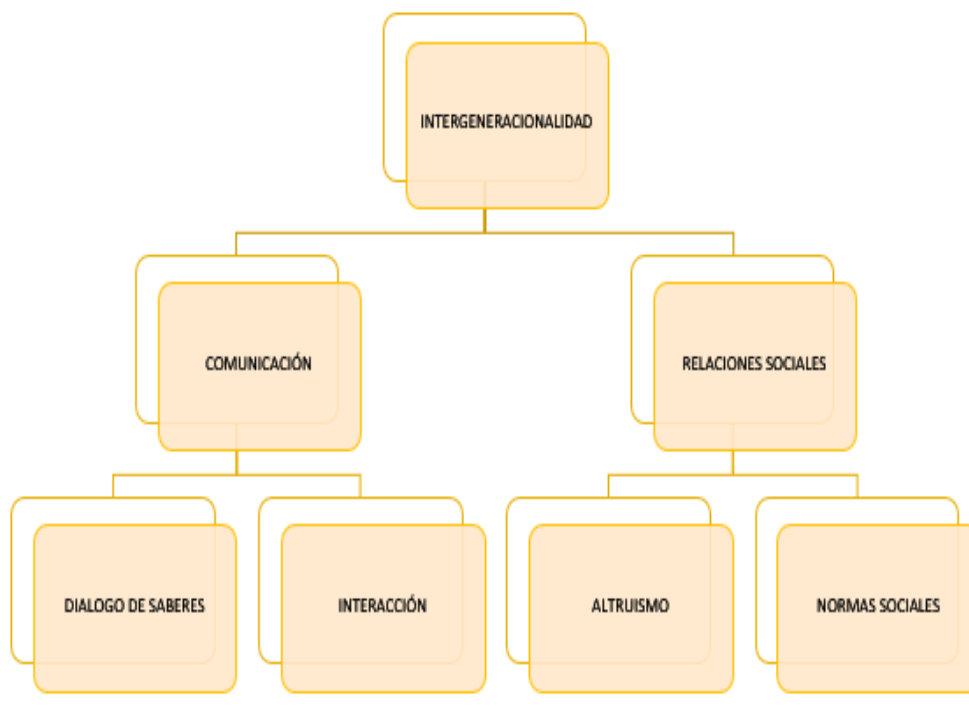 INTERGENERACIONALIDAD
COMUNICACIÓN
RELACIONES SOCIALES
DIALOGO DE SABERES
INTERACCIÓN
ALTRUISMO
NORMAS SOCIALES